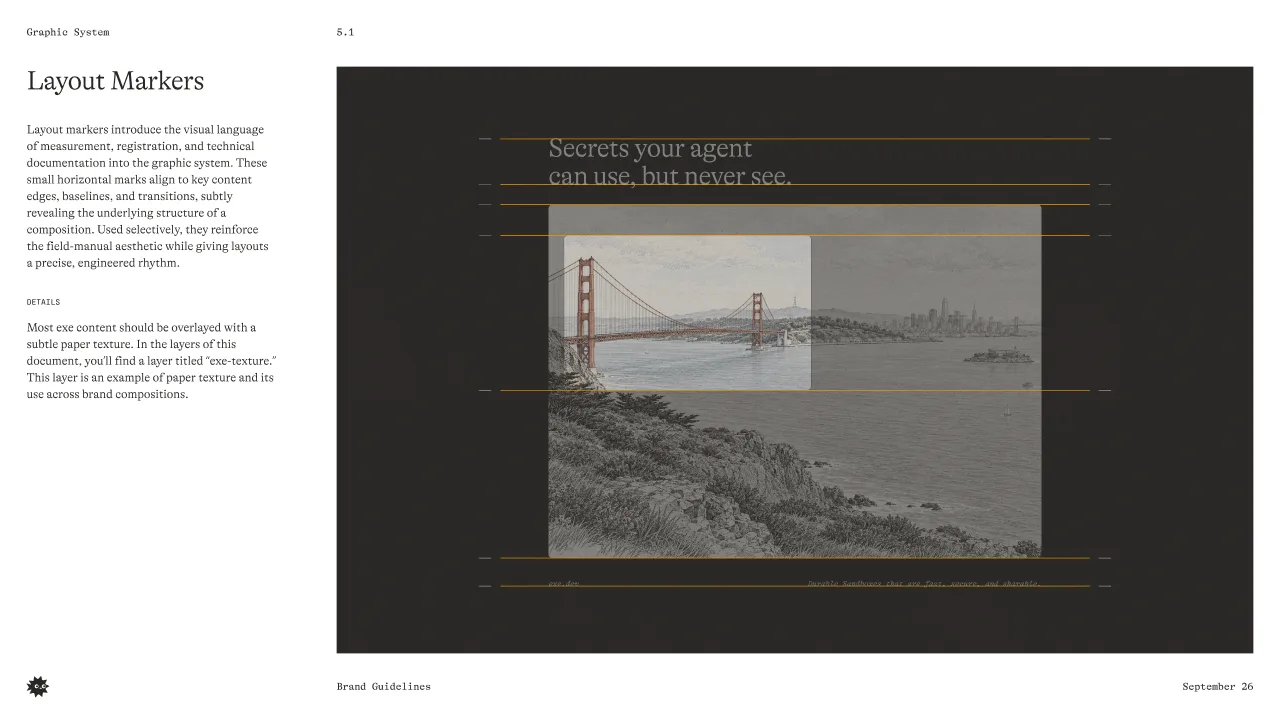 Graphic System
5.1
Layout Markers
Layout markers introduce the visual language
of measurement, registration, and technical
documentation into the graphic system. These
small horizontal marks align to key content
edges, baselines, and transitions, subtly
revealing the underlying structure of a
composition. Used selectively, they reinforce
the field-manual aesthetic while giving layouts
a precise, engineered rhythm.
DETAILS
Most exe content should be overlayed with a
subtle paper texture. In the layers of this
document, you'll find a layer titled "exe-texture."
This layer is an example of paper texture and its
use across brand compositions.
Secrets your agent
can use, but never see.
exe.dev
Durable Sandboxes that are fast, secure, and sharable.
Brand Guidelines
September 26